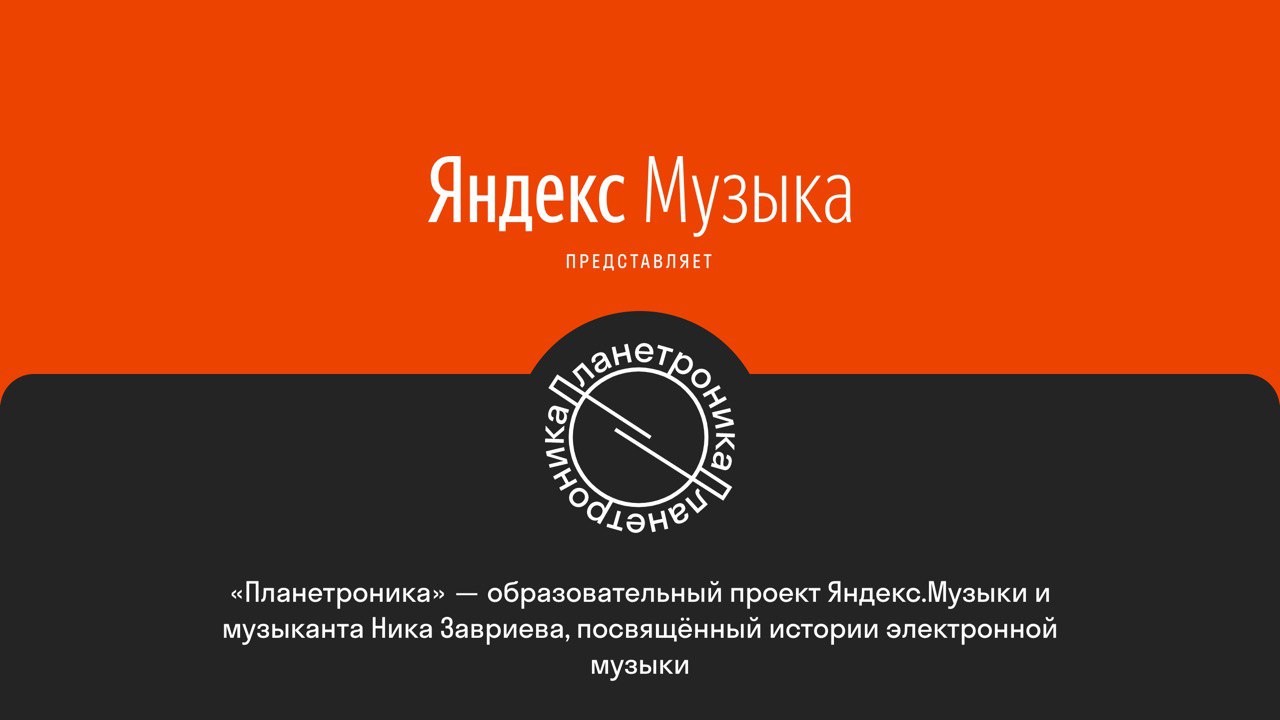 Яндекс Музыка
ПРЕДСТАВЛЯЕТ
Планетроника
Планетроника
«Планетроника» — образовательный проект Яндекс.Музыки и
музыканта Ника Завриева, посвящённый истории электронной
музыки